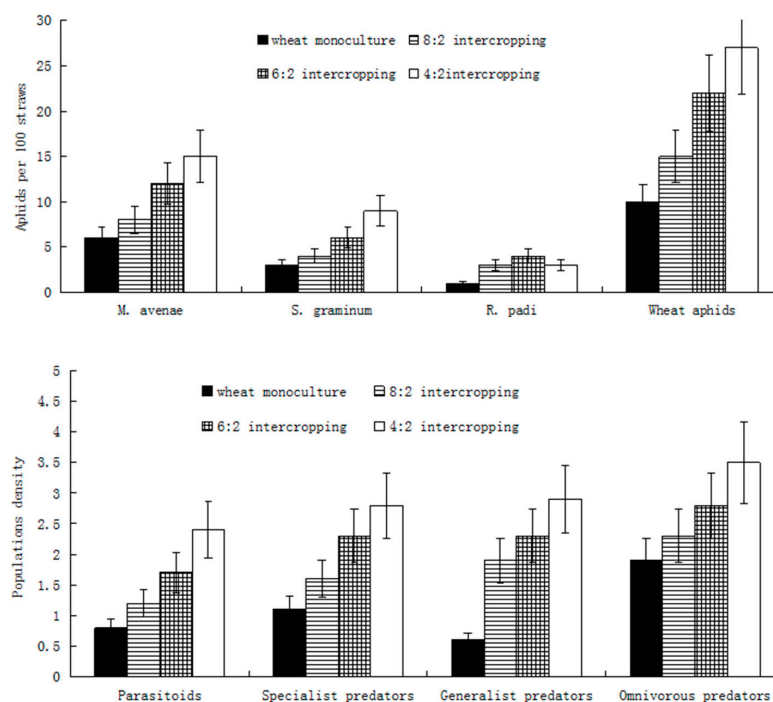 30
25
20
15
10
5
0
Aphids per 100 straws
wheat monoculture 8:2 intercropping
6:2 intercropping 4:2intercropping
M. avenae S. graminum R. padi Wheat aphids
5
4.5
4
3.5
3
2.5
2
1.5
1
0.5
0
Populations density
wheat monoculture 8:2 intercropping
6:2 intercropping 4:2 intercropping
Parasitoids Specialist predators Generalist predators Omnivorous predators